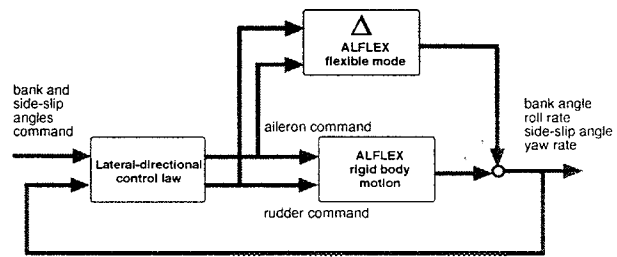 Δ
ALFLEX
flexible mode
bank and
side-slip
angles
command
bank angle
roll rate
side-slip angle
yaw rate
aileron command
Lateral-directional
control law
ALFLEX
rigid body
motion
rudder command